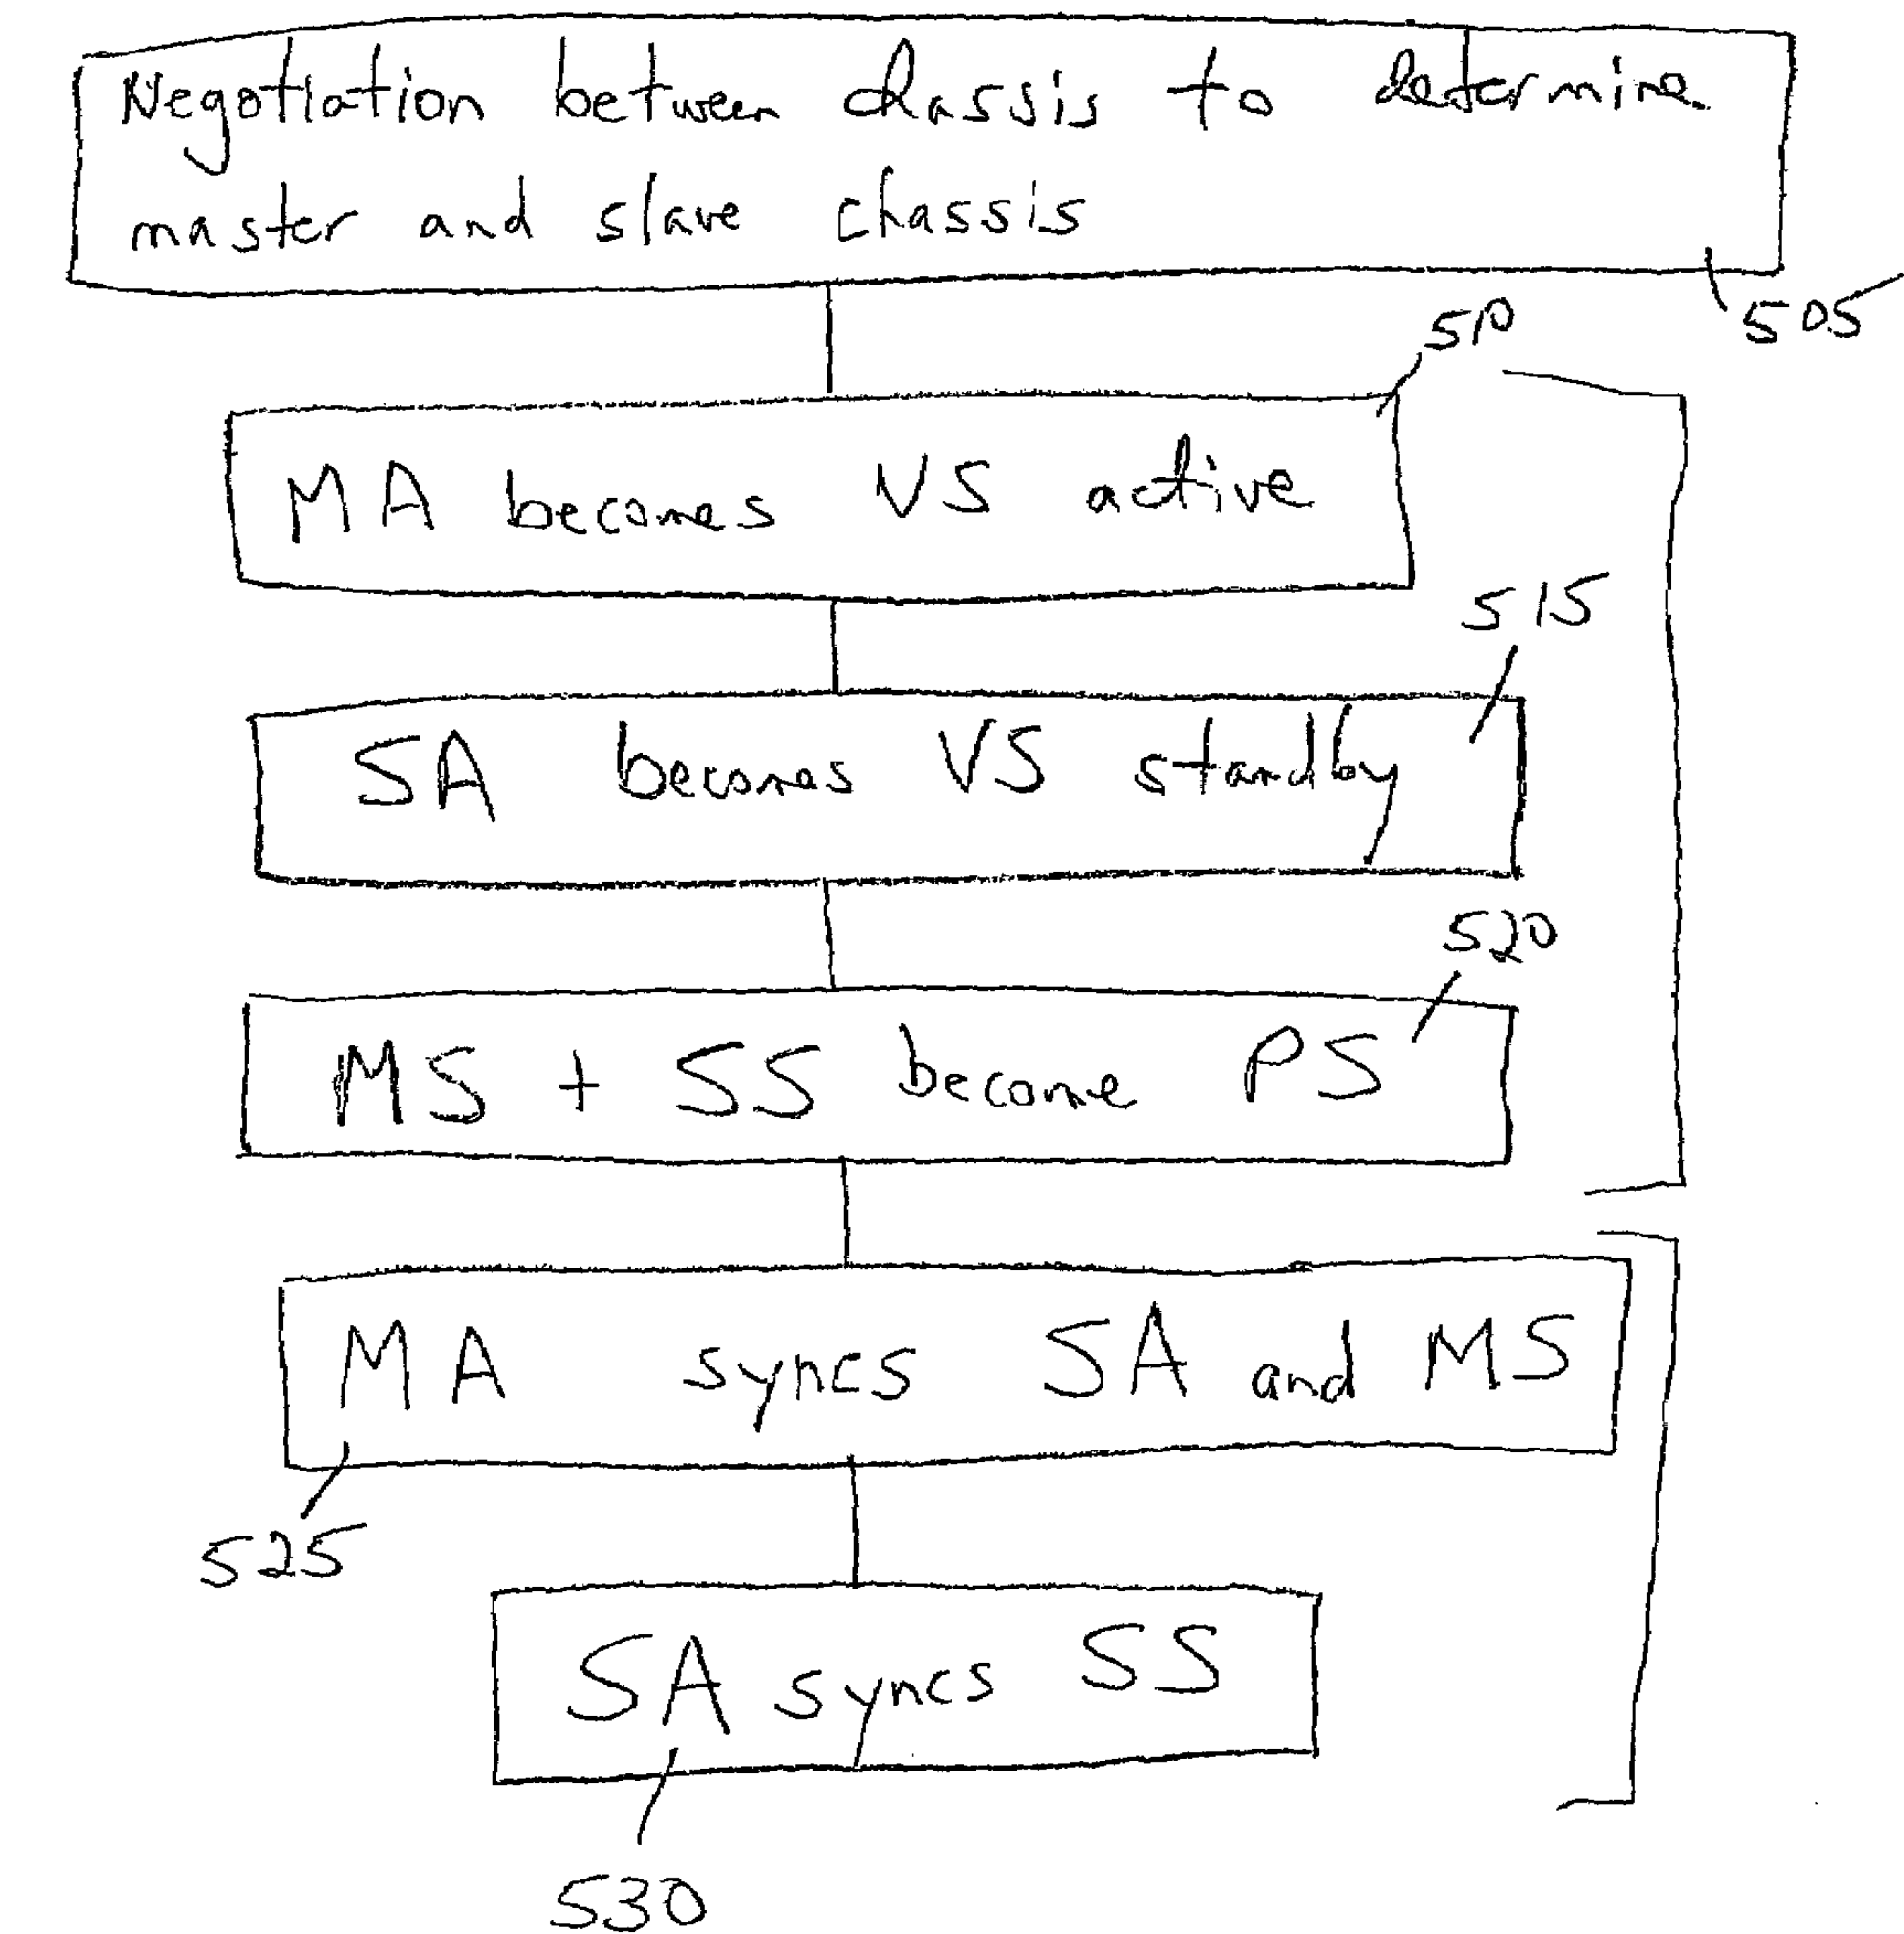 Negotiation between chassis to determine
master and slave chassis
505
510
MA becomes VS active
515
SA becomes VS standby
520
MS + SS become PS
MA syncs SA and MS
525
SA syncs SS
530